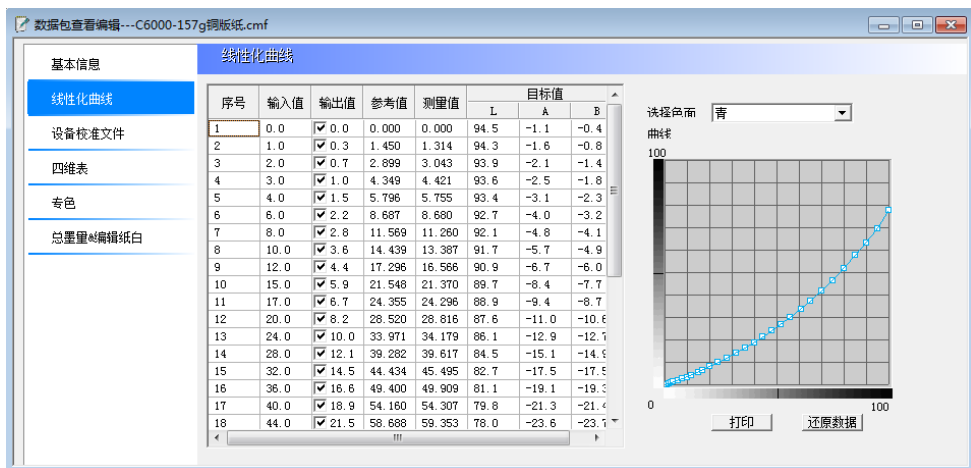 数据包查看编辑---C6000-157g铜版纸.cmf
基本信息
线性化曲线
设备校准文件
四维表
专色
总墨量&编辑纸白
线性化曲线
序号 输入值 输出值 参考值 测量值 目标值
L A B
1 0.0 0.0 0.000 0.000 94.5 -1.1 -0.4
2 1.0 0.3 1.450 1.314 94.3 -1.6 -0.8
3 2.0 0.7 2.899 3.043 93.9 -2.1 -1.4
4 3.0 1.0 4.349 4.421 93.6 -2.5 -1.8
5 4.0 1.5 5.796 5.755 93.4 -3.1 -2.3
6 6.0 2.2 8.687 8.680 92.7 -4.0 -3.2
7 8.0 2.8 11.569 11.260 92.1 -4.8 -4.1
8 10.0 3.6 14.439 13.387 91.7 -5.7 -4.9
9 12.0 4.4 17.296 16.566 90.9 -6.7 -6.0
10 15.0 5.9 21.548 21.370 89.7 -8.4 -7.7
11 17.0 6.7 24.355 24.296 88.9 -9.4 -8.7
12 20.0 8.2 28.520 28.816 87.6 -11.0 -10.6
13 24.0 10.0 33.971 34.179 86.1 -12.9 -12.7
14 28.0 12.1 39.282 39.617 84.5 -15.1 -14.9
15 32.0 14.5 44.434 45.495 82.7 -17.5 -17.5
16 36.0 16.6 49.400 49.909 81.1 -19.1 -19.3
17 40.0 18.9 54.160 54.307 79.8 -21.3 -21.
18 44.0 21.5 58.688 59.353 78.0 -23.6 -23.7
选择色面 青
曲线
100
0 100
打印 还原数据